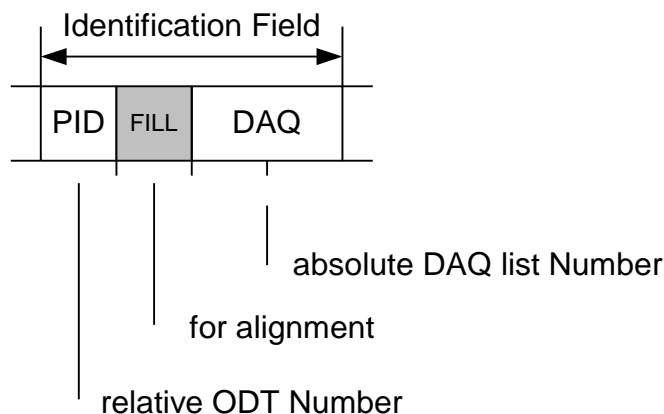 Identification Field
PID FILL DAQ
absolute DAQ list Number
for alignment
relative ODT Number